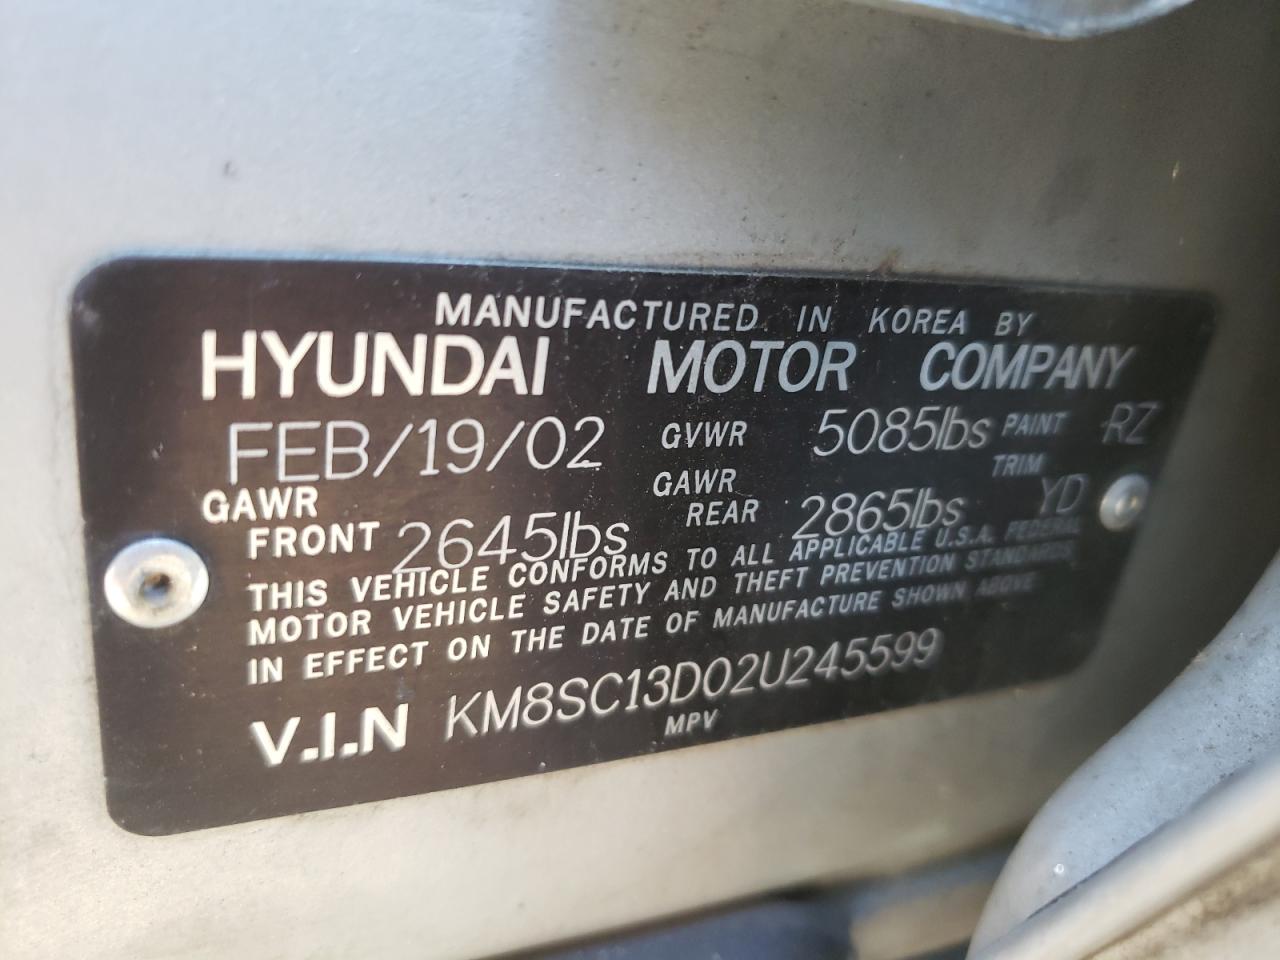 MANUFACTURED IN KOREA BY
HYUNDAI MOTOR COMPANY
FEB/19/02 GVWR 5085lbs PAINT RZ
GAWR FRONT 2645lbs GAWR REAR 2865lbs TRIM YD
THIS VEHICLE CONFORMS TO ALL APPLICABLE U.S.A. FEDERAL
MOTOR VEHICLE SAFETY AND THEFT PREVENTION STANDARDS
IN EFFECT ON THE DATE OF MANUFACTURE SHOWN ABOVE
V.I.N KM8SC13D02U245599
MPV